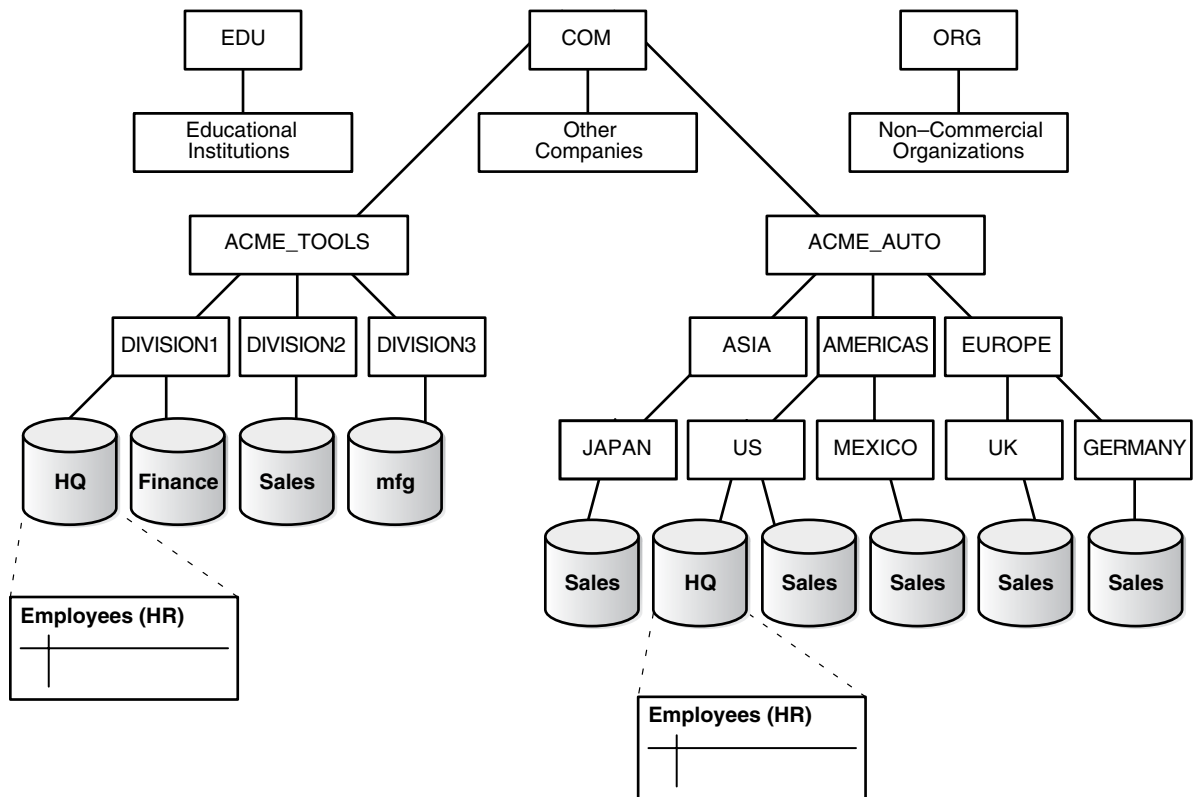 EDU
COM
ORG
Educational
Institutions
Other
Companies
Non–Commercial
Organizations
ACME_TOOLS
ACME_AUTO
DIVISION1
DIVISION2
DIVISION3
ASIA
AMERICAS
EUROPE
JAPAN
US
MEXICO
UK
GERMANY
HQ
Finance
Sales
mfg
Sales
HQ
Sales
Sales
Sales
Sales
Employees (HR)
Employees (HR)